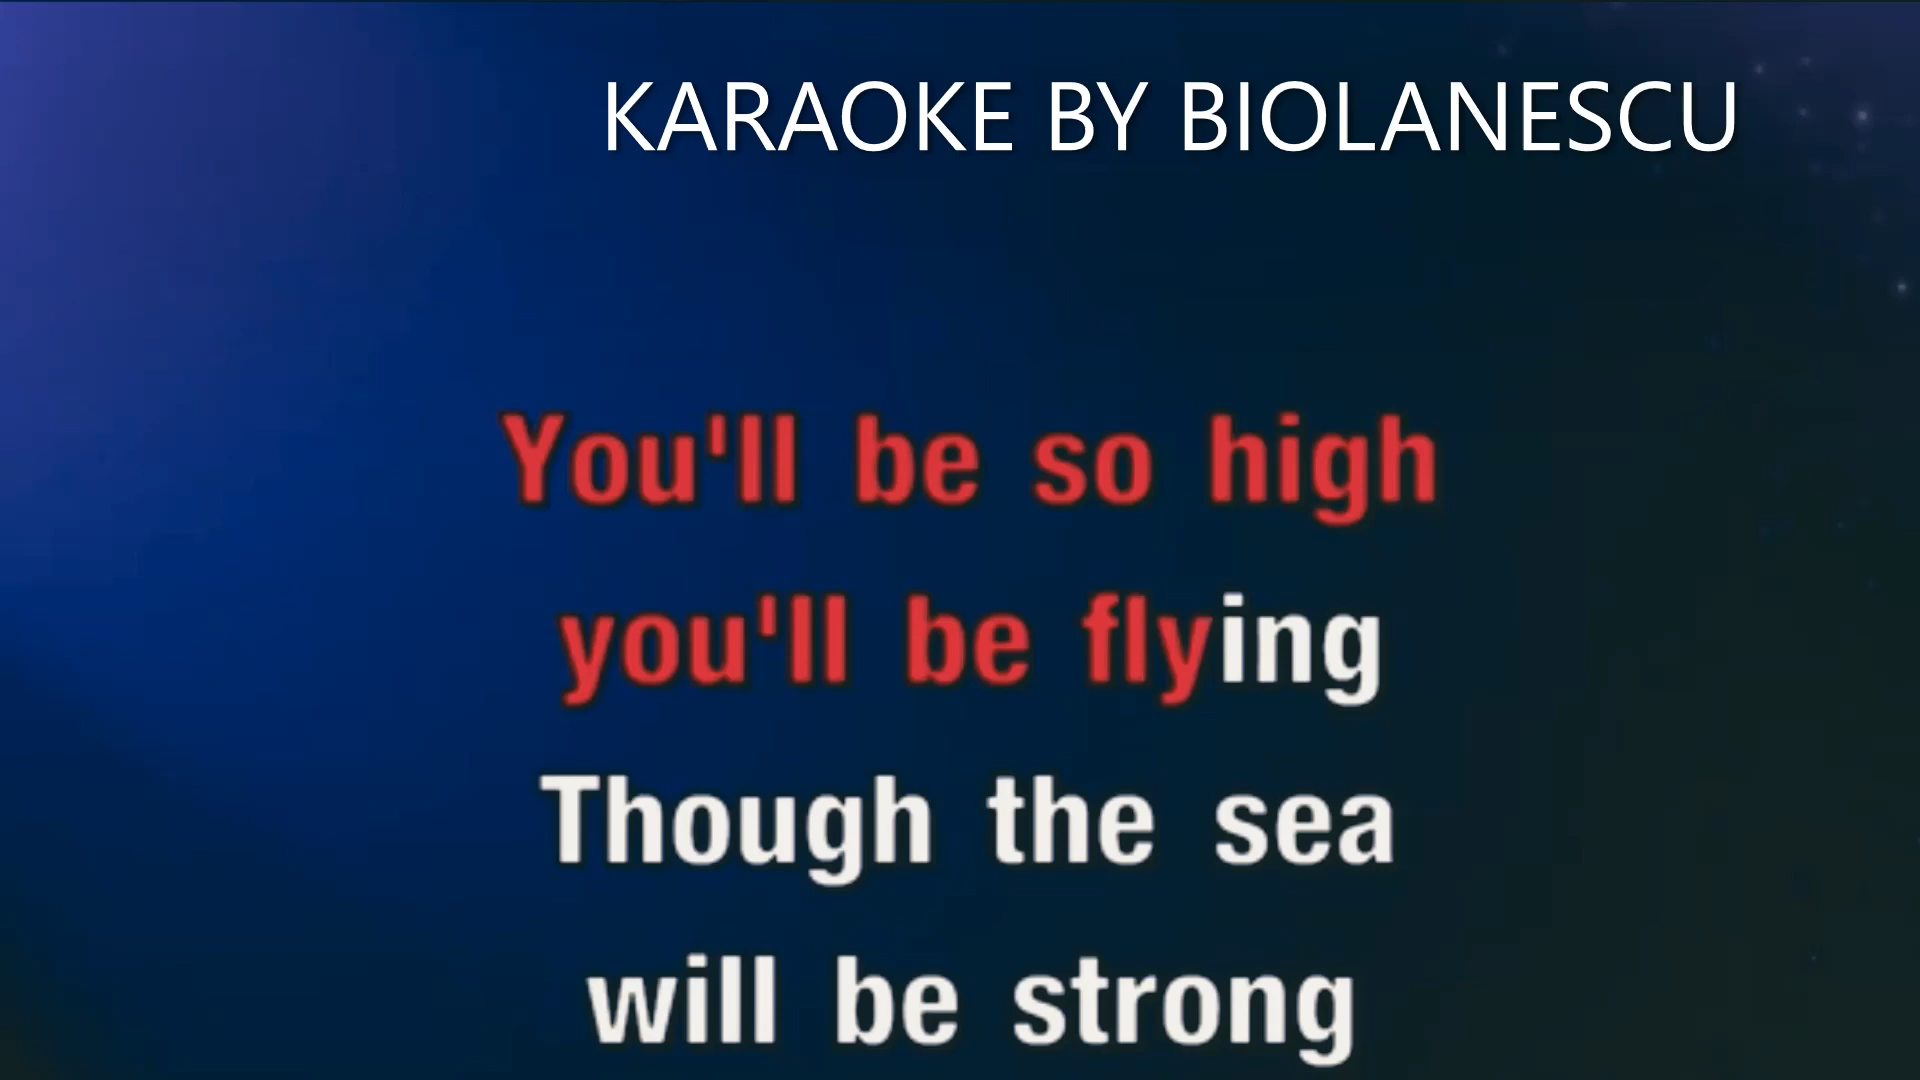 KARAOKE BY BIOLANESCU
You'll be so high
you'll be flying
Though the sea
will be strong